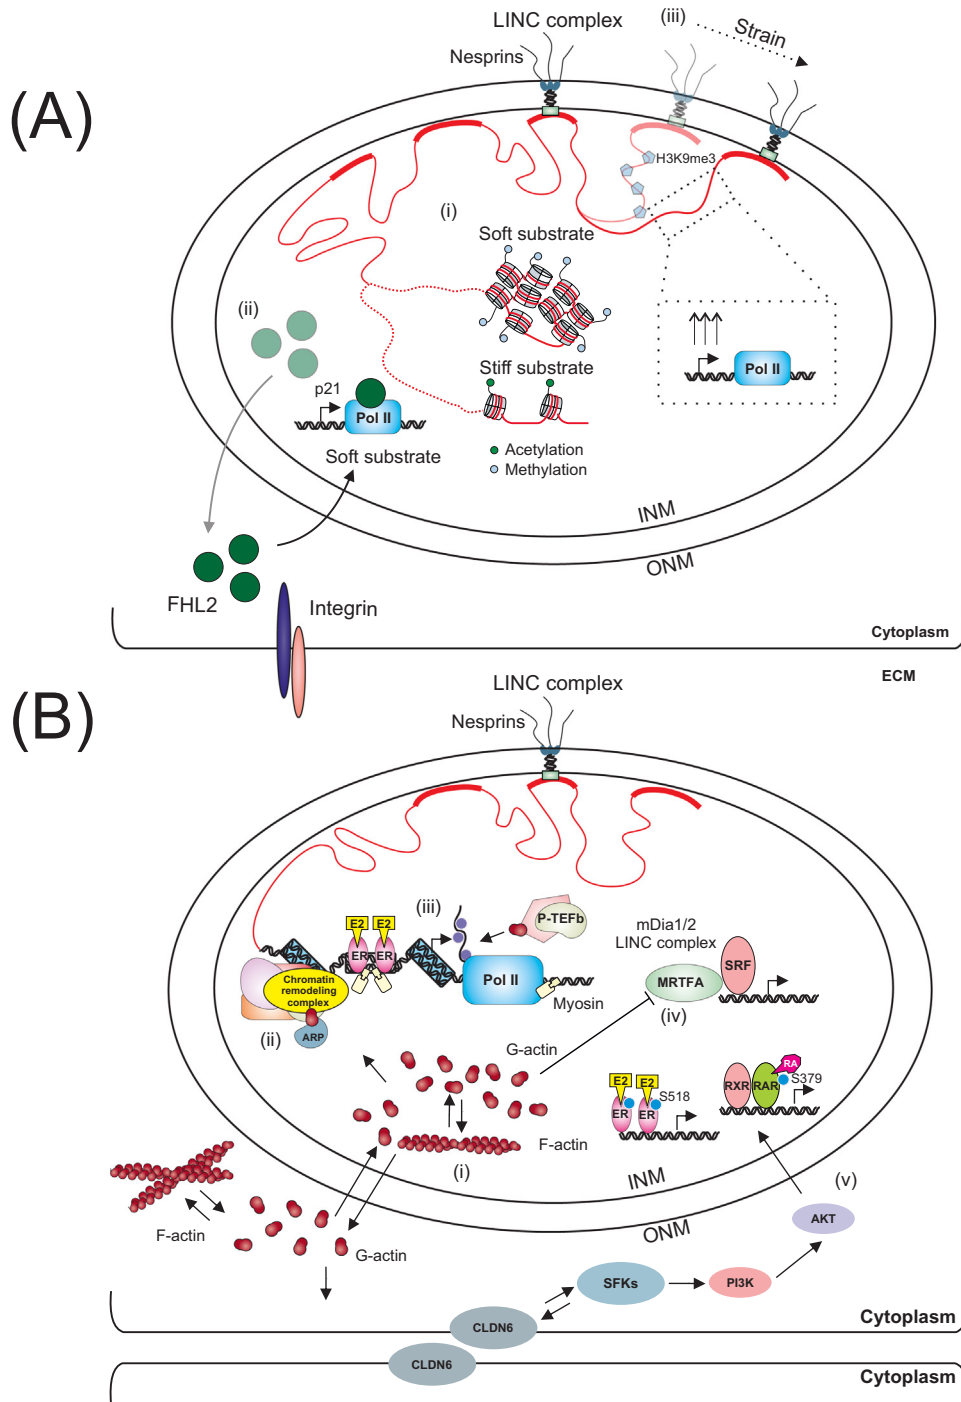 LINC complex
(iii)
Strain
Nesprins
(A)
H3K9me3
(i)
Soft substrate
(ii)
Stiff substrate
p21
Pol II
Pol II
Soft substrate
Acetylation
Methylation
INM
ONM
FHL2
Integrin
Cytoplasm
ECM
(B)
LINC complex
Nesprins
E2
E2
(iii)
P-TEFb
mDia1/2
LINC complex
ER
ER
SRF
Chromatin
remodeling
complex
Pol II
MRTFA
Myosin
(ii)
ARP
(iv)
G-actin
RA
E2
E2
RXR
RAR
S379
S518
ER
ER
F-actin
(i)
INM
(v)
F-actin
G-actin
ONM
AKT
SFKs
PI3K
Cytoplasm
CLDN6
CLDN6
Cytoplasm